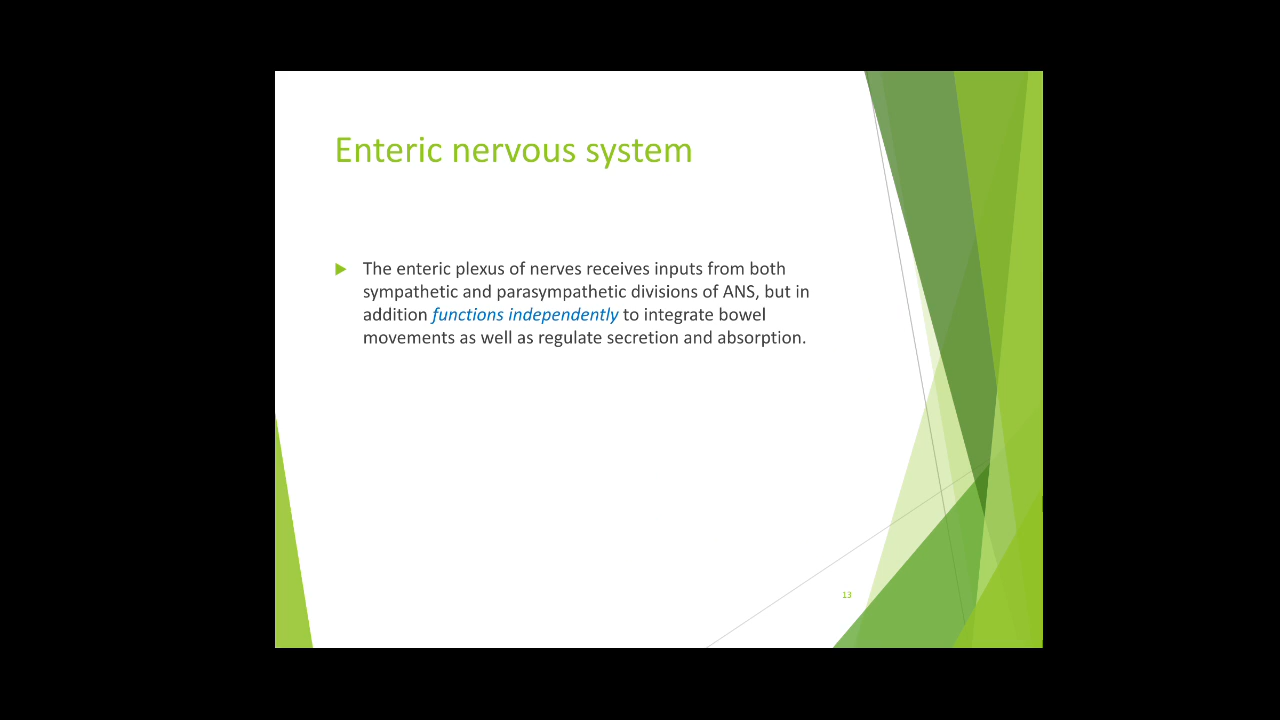 Enteric nervous system
The enteric plexus of nerves receives inputs from both
sympathetic and parasympathetic divisions of ANS, but in
addition functions independently to integrate bowel
movements as well as regulate secretion and absorption.
13